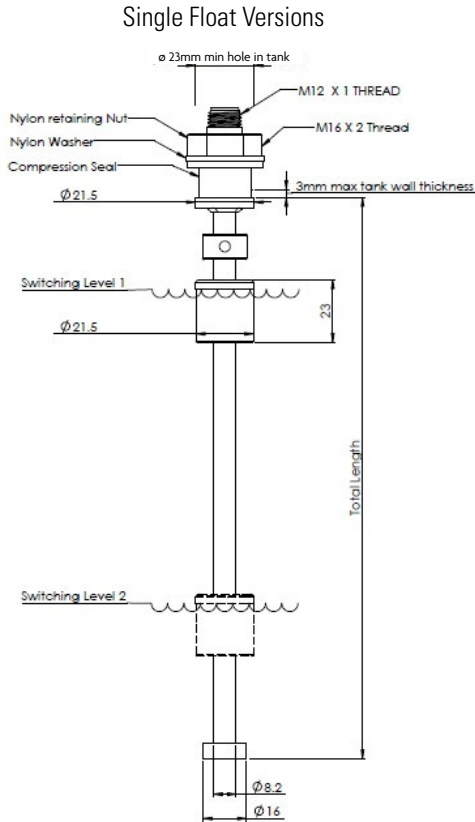 Single Float Versions
ø 23mm min hole in tank
M12 X 1 THREAD
Nylon retaining Nut
M16 X 2 Thread
Nylon Washer
Compression Seal
3mm max tank wall thickness
Ø21.5
Switching Level 1
23
Ø21.5
Total Length
Switching Level 2
Ø8.2
Ø16